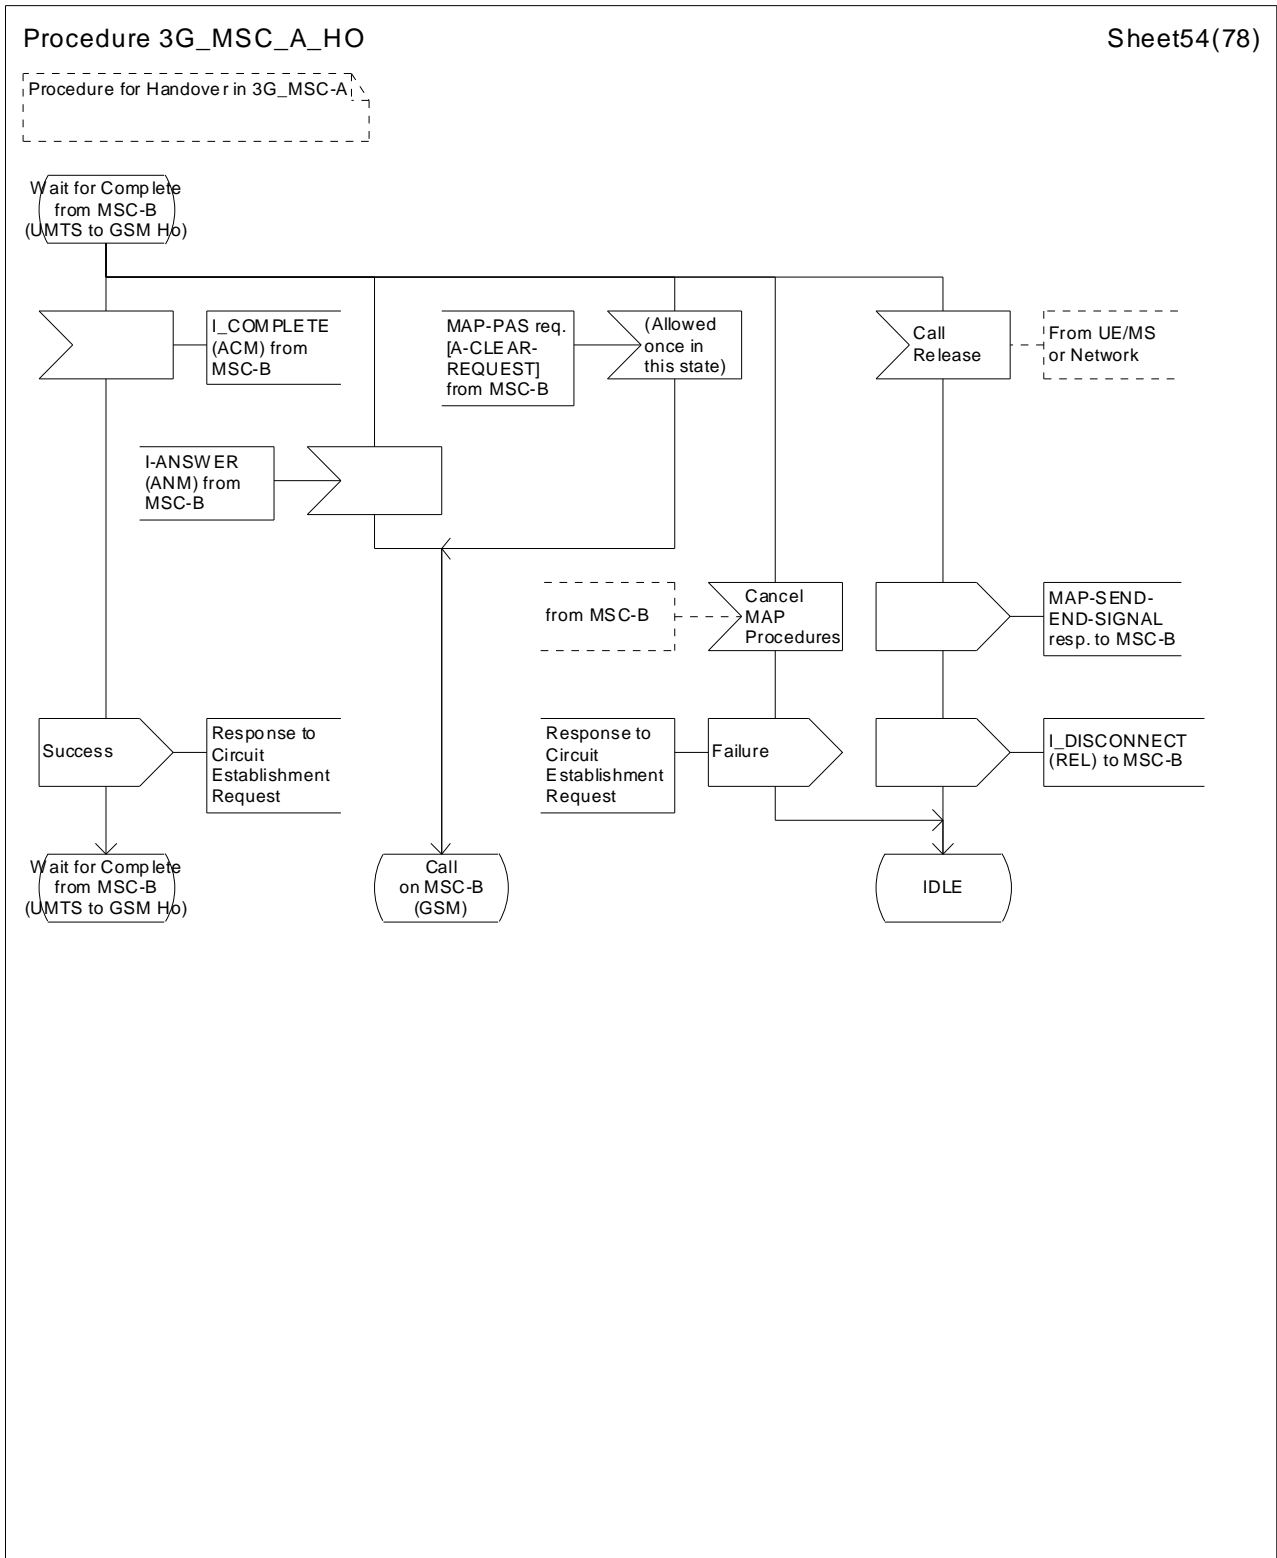 Procedure 3G_MSC_A_HO
Sheet54(78)
Procedure for Handover in 3G_MSC-A
Wait for Complete
from MSC-B
(UMTS to GSM Ho)
I_COMPLETE
(ACM) from
MSC-B
MAP-PAS req.
[A-CLEAR-
REQUEST]
from MSC-B
(Allowed
once in
this state)
Call
Release
From UE/MS
or Network
I-ANSWER
(ANM) from
MSC-B
from MSC-B
Cancel
MAP
Procedures
MAP-SEND-
END-SIGNAL
resp. to MSC-B
Success
Response to
Circuit
Establishment
Request
Response to
Circuit
Establishment
Request
Failure
I_DISCONNECT
(REL) to MSC-B
Wait for Complete
from MSC-B
(UMTS to GSM Ho)
Call
on MSC-B
(GSM)
IDLE